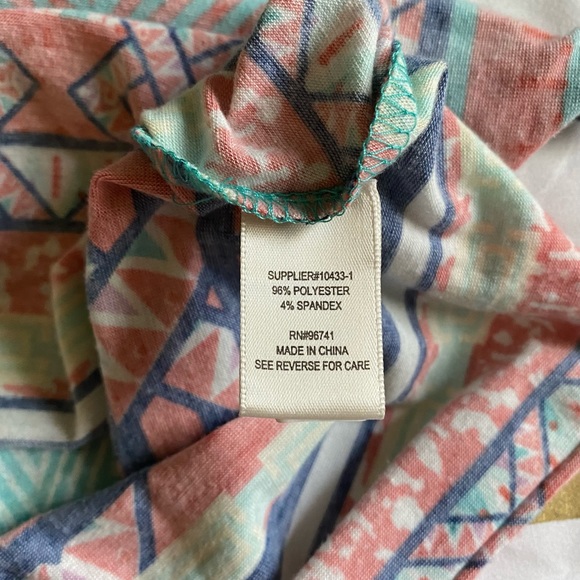 SUPPLIER#10433-1
96% POLYESTER
4% SPANDEX
RN#96741
MADE IN CHINA
SEE REVERSE FOR CARE